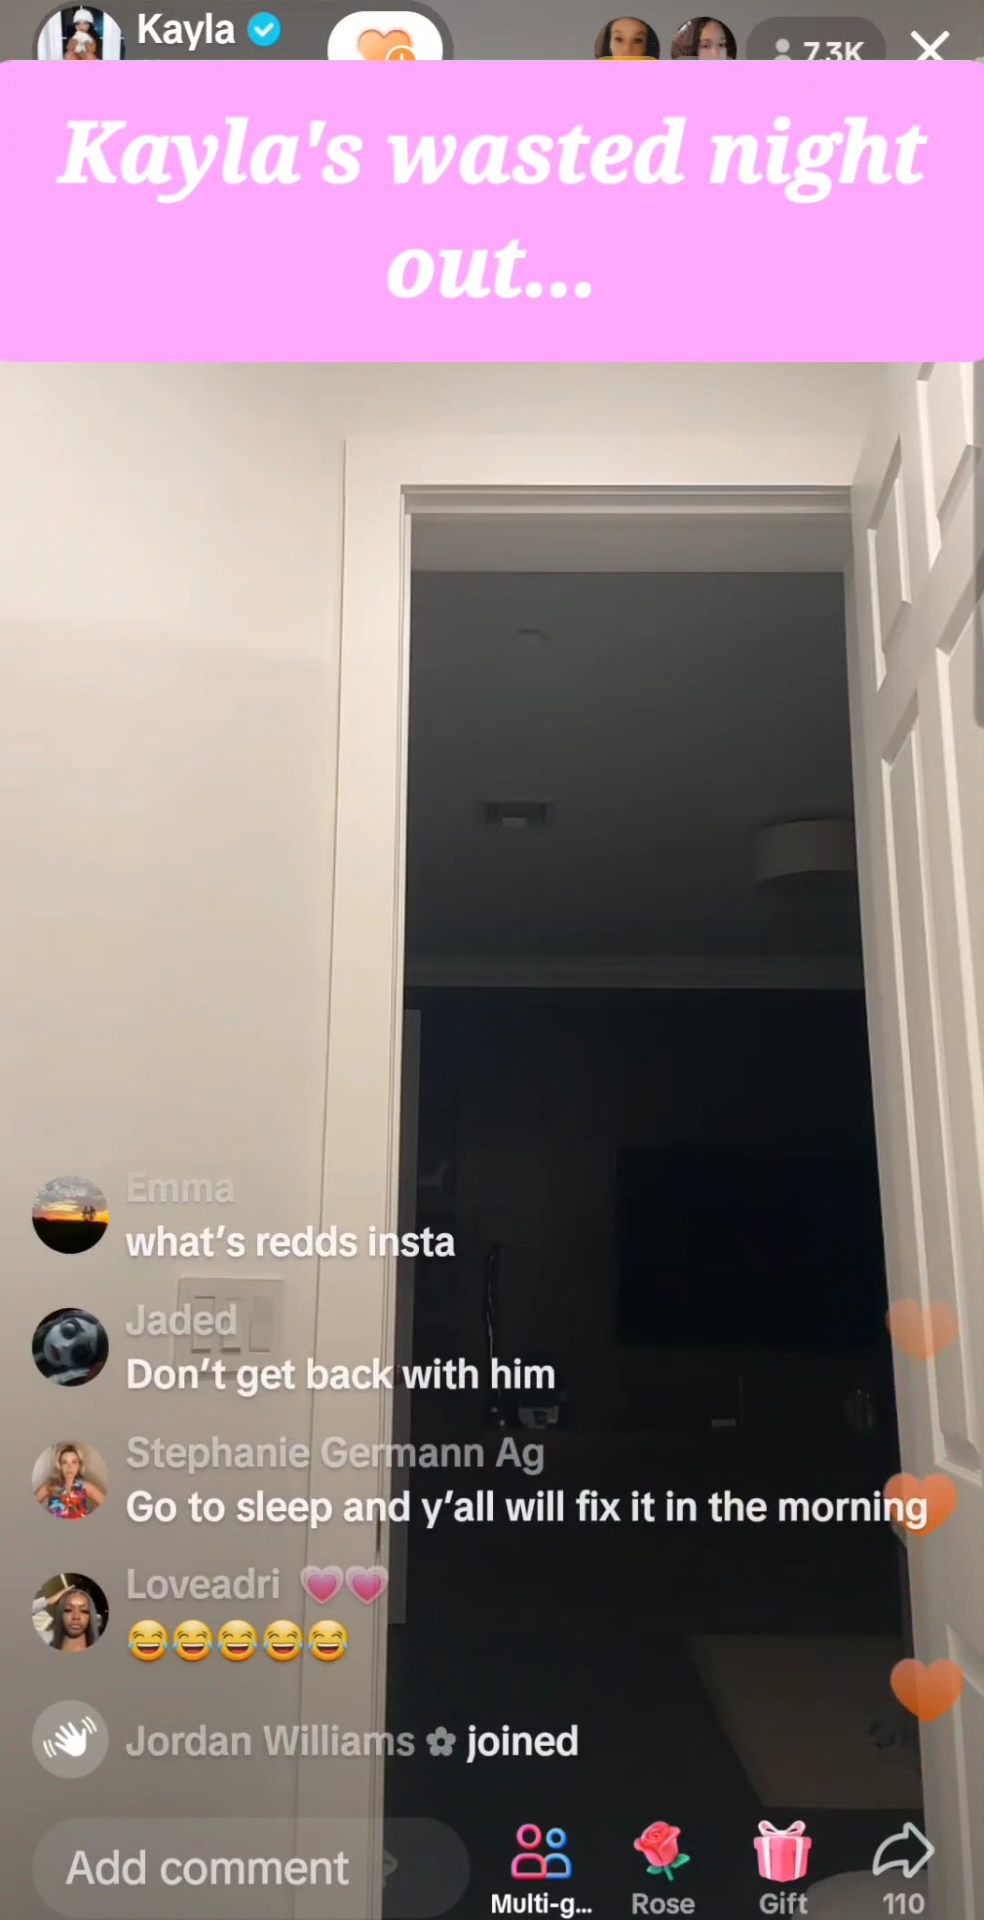 Kayla
7.3K
Kayla's wasted night
out...
Emma
what's redds insta
Jaded
Don't get back with him
Stephanie Germann Ag
Go to sleep and y'all will fix it in the morning
Loveadri 💗💗
😂😂😂😂😂
Jordan Williams ✿ joined
Add comment
Multi-g...
Rose
Gift
110